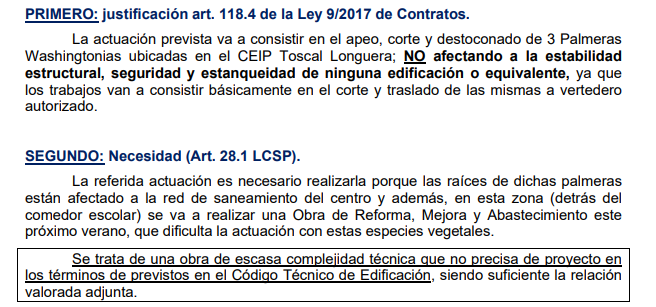 PRIMERO: justificación art. 118.4 de la Ley 9/2017 de Contratos.
La actuación prevista va a consistir en el apeo, corte y destoconado de 3 Palmeras
Washingtonias ubicadas en el CEIP Toscal Longuera; NO afectando a la estabilidad
estructural, seguridad y estanqueidad de ninguna edificación o equivalente, ya que
los trabajos van a consistir básicamente en el corte y traslado de las mismas a vertedero
autorizado.
SEGUNDO: Necesidad (Art. 28.1 LCSP).
La referida actuación es necesario realizarla porque las raíces de dichas palmeras
están afectado a la red de saneamiento del centro y además, en esta zona (detrás del
comedor escolar) se va a realizar una Obra de Reforma, Mejora y Abastecimiento este
próximo verano, que dificulta la actuación con estas especies vegetales.
Se trata de una obra de escasa complejidad técnica que no precisa de proyecto en
los términos de previstos en el Código Técnico de Edificación, siendo suficiente la relación
valorada adjunta.